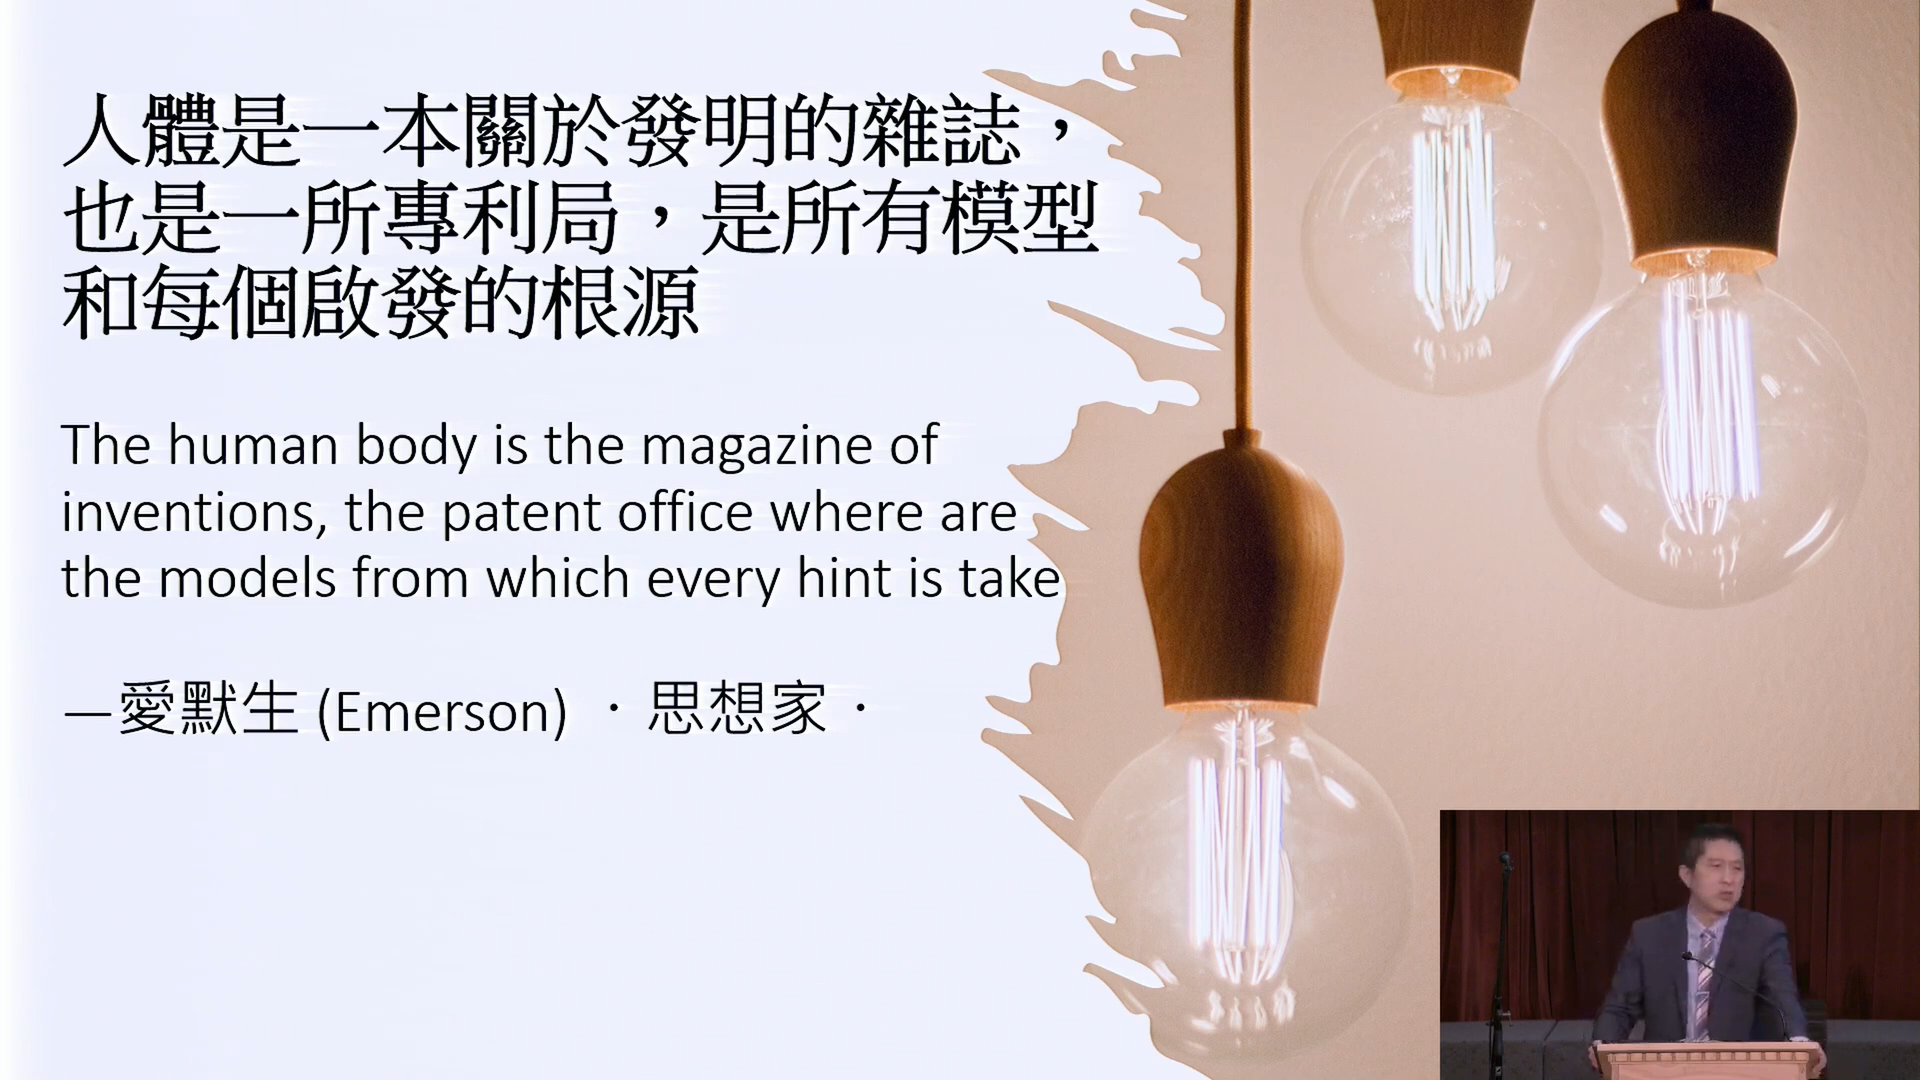 人體是一本關於發明的雜誌，
也是一所專利局，是所有模型
和每個啟發的根源
The human body is the magazine of
inventions, the patent office where are
the models from which every hint is take
—愛默生 (Emerson) ．思想家．